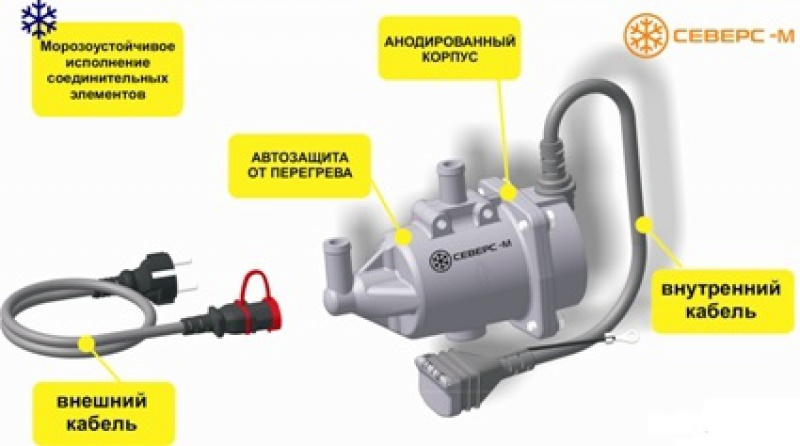 Морозоустойчивое
исполнение
соединительных
элементов
АНОДИРОВАННЫЙ
КОРПУС
СЕВЕРС-М
АВТОЗАЩИТА
ОТ ПЕРЕГРЕВА
СЕВЕРС-М
внутренний
кабель
внешний
кабель